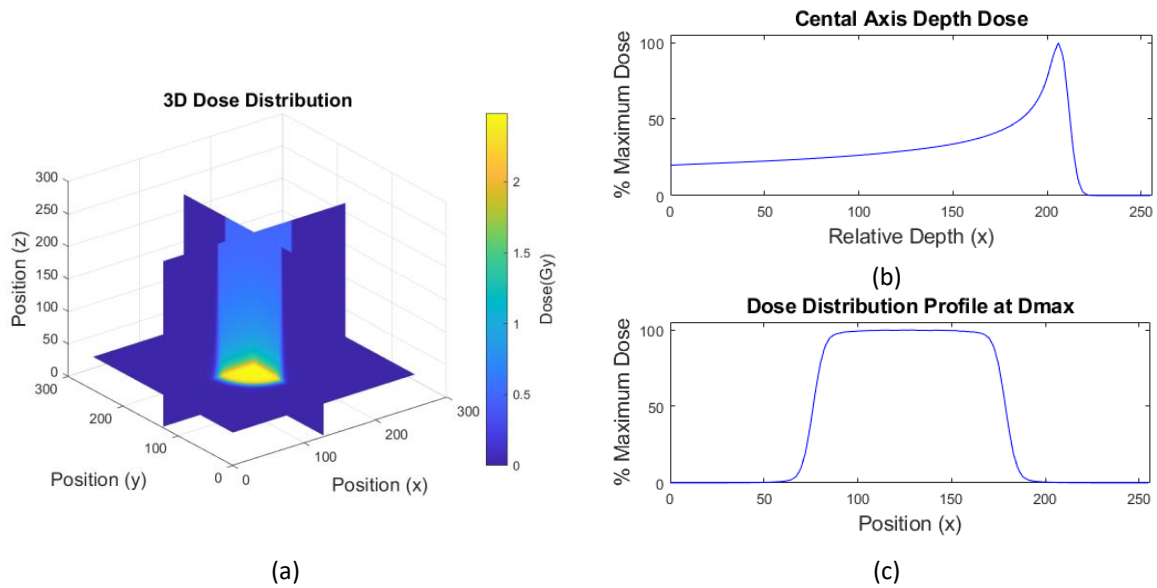 (a)
3D Dose Distribution
300
250
200
150
100
50
0
Position (z)
300
200
100
0
Position (y)
0
100
200
300
Position (x)
2
1.5
1
0.5
0
Dose(Gy)
(a)
Cental Axis Depth Dose
100
50
0
% Maximum Dose
0
50
100
150
200
250
Relative Depth (x)
(b)
Dose Distribution Profile at Dmax
100
50
0
% Maximum Dose
0
50
100
150
200
250
Position (x)
(c)